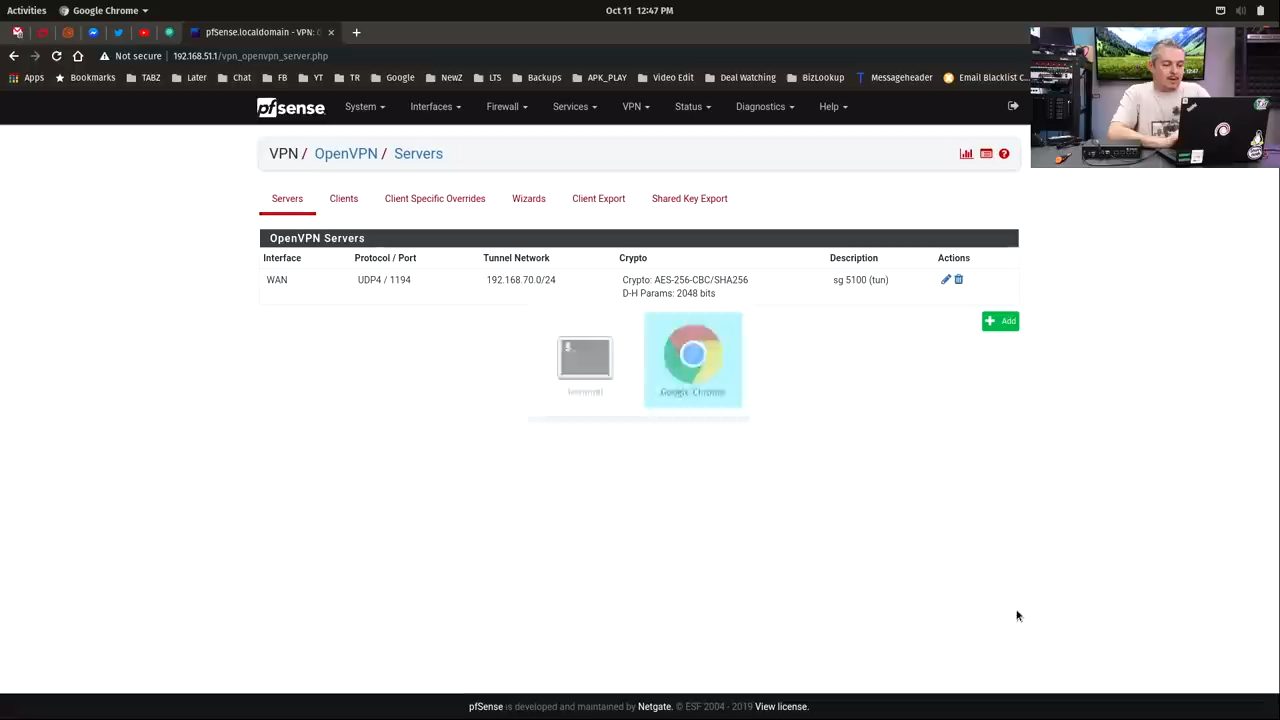 Activities
Google Chrome
Oct 11 12:47 PM
pfSense.localdomain - VPN:
Not secure
192.168.51.1/vpn_openvpn_server.php
Apps
Bookmarks
TABZ
Later
Chat
FB
YT
TR
Google
NewZ
LTS
Backups
APK_PLAY
Video Edit
Deal Watching
BizLookup
Messageheader
Email Blacklist C
pfsense
System
Interfaces
Firewall
Services
VPN
Status
Diagnostics
Help
VPN / OpenVPN / Servers
Servers
Clients
Client Specific Overrides
Wizards
Client Export
Shared Key Export
OpenVPN Servers
Interface
Protocol / Port
Tunnel Network
Crypto
Description
Actions
WAN
UDP4 / 1194
192.168.70.0/24
Crypto: AES-256-CBC/SHA256
D-H Params: 2048 bits
sg 5100 (tun)
Add
Terminal
Google Chrome
pfSense is developed and maintained by Netgate. © ESF 2004 - 2019 View license.